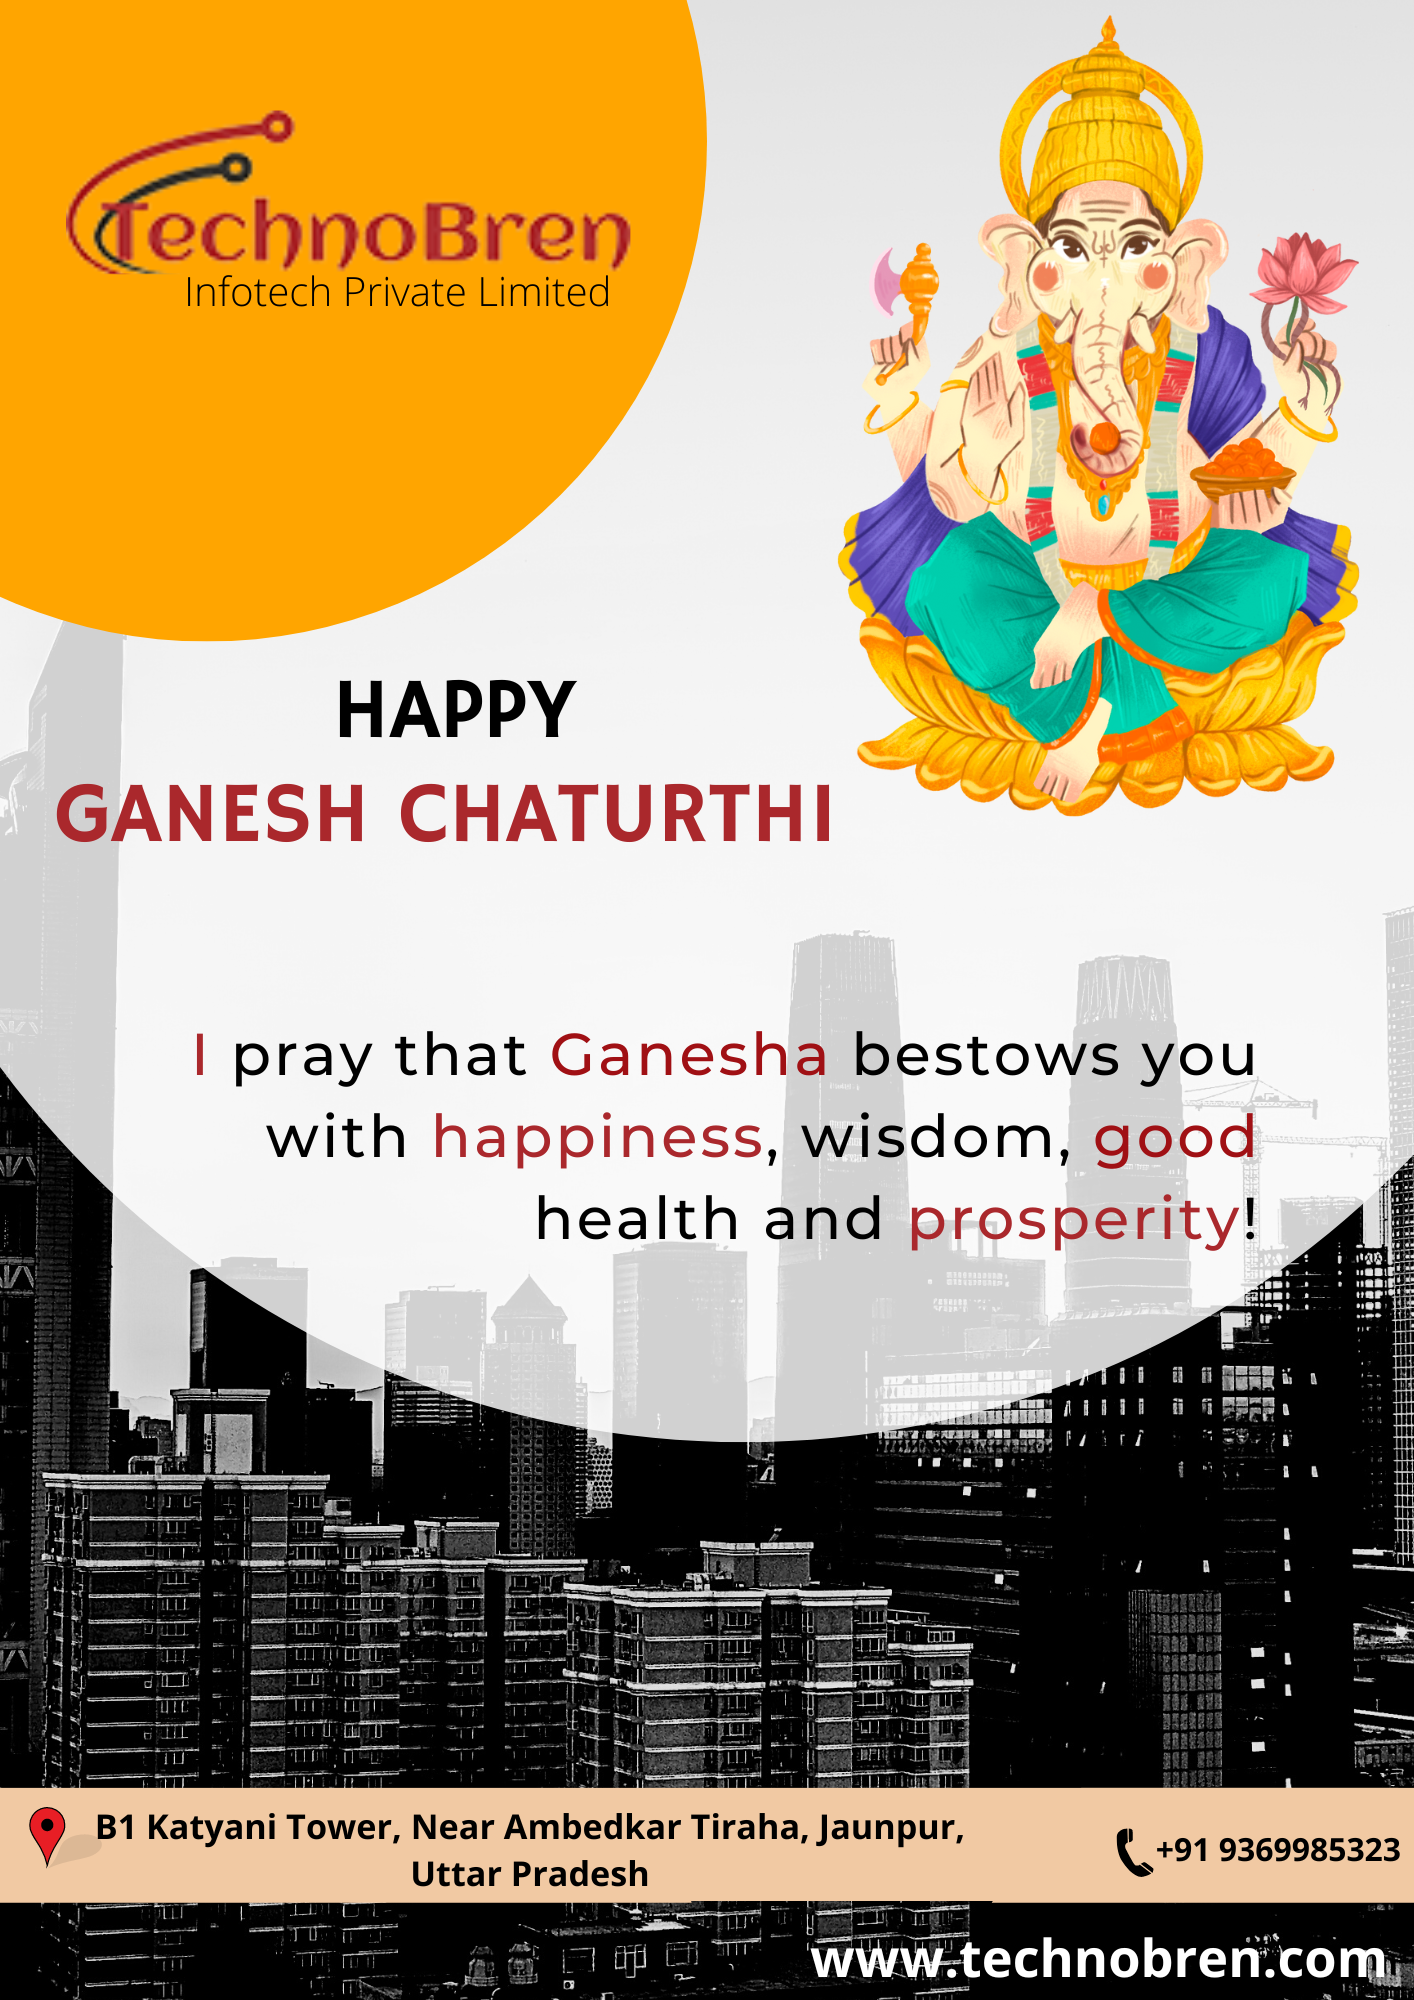 TechnoBren
Infotech Private Limited
HAPPY
GANESH CHATURTHI
I pray that Ganesha bestows you
with happiness, wisdom, good
health and prosperity!
B1 Katyani Tower, Near Ambedkar Tiraha, Jaunpur,
Uttar Pradesh
+91 9369985323
www.technobren.com